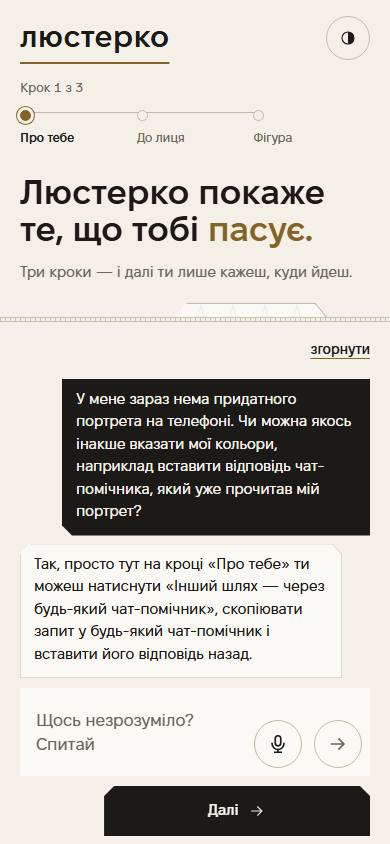 люстерко
Крок 1 з 3
Про тебе
До лиця
Фігура
Люстерко покаже
те, що тобі пасує.
Три кроки — і далі ти лише кажеш, куди йдеш.
згорнути
У мене зараз нема придатного
портрета на телефоні. Чи можна якось
інакше вказати мої кольори,
наприклад вставити відповідь чат-
помічника, який уже прочитав мій
портрет?
Так, просто тут на кроці «Про тебе» ти
можеш натиснути «Інший шлях — через
будь-який чат-помічник», скопіювати
запит у будь-який чат-помічник і
вставити його відповідь назад.
Щось незрозуміло?
Спитай
Далі →